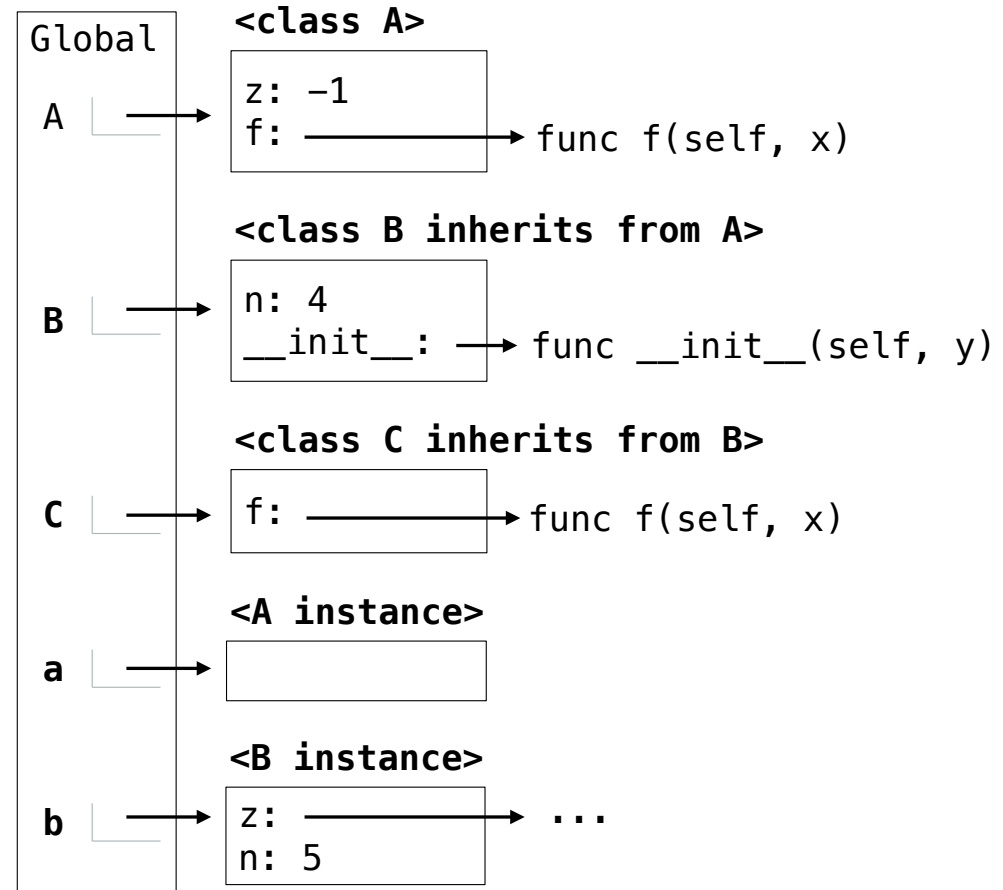 Global
<class A>
A
z: −1
f:
func f(self, x)
<class B inherits from A>
B
n: 4
__init__:
func __init__(self, y)
<class C inherits from B>
C
f:
func f(self, x)
<A instance>
a
<B instance>
b
z:
...
n: 5